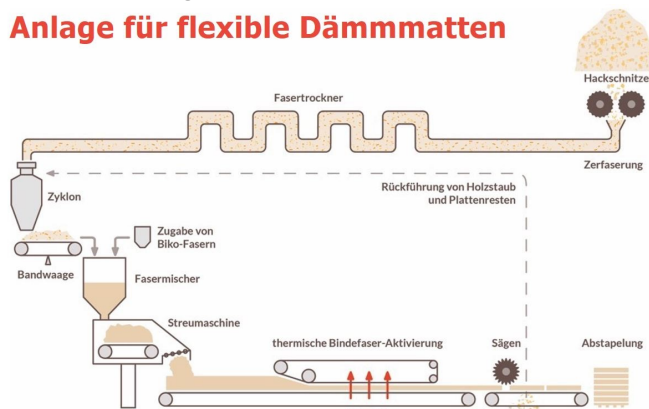 Anlage für flexible Dämmmatten
Hackschnitze
Fasertrockner
Zerfaserung
Rückführung von Holzstaub
und Plattenresten
Zyklon
Zugabe von
Biko-Fasern
Bandwaage
Fasermischer
Streumaschine
thermische Bindefaser-Aktivierung
Sägen
Abstapelung